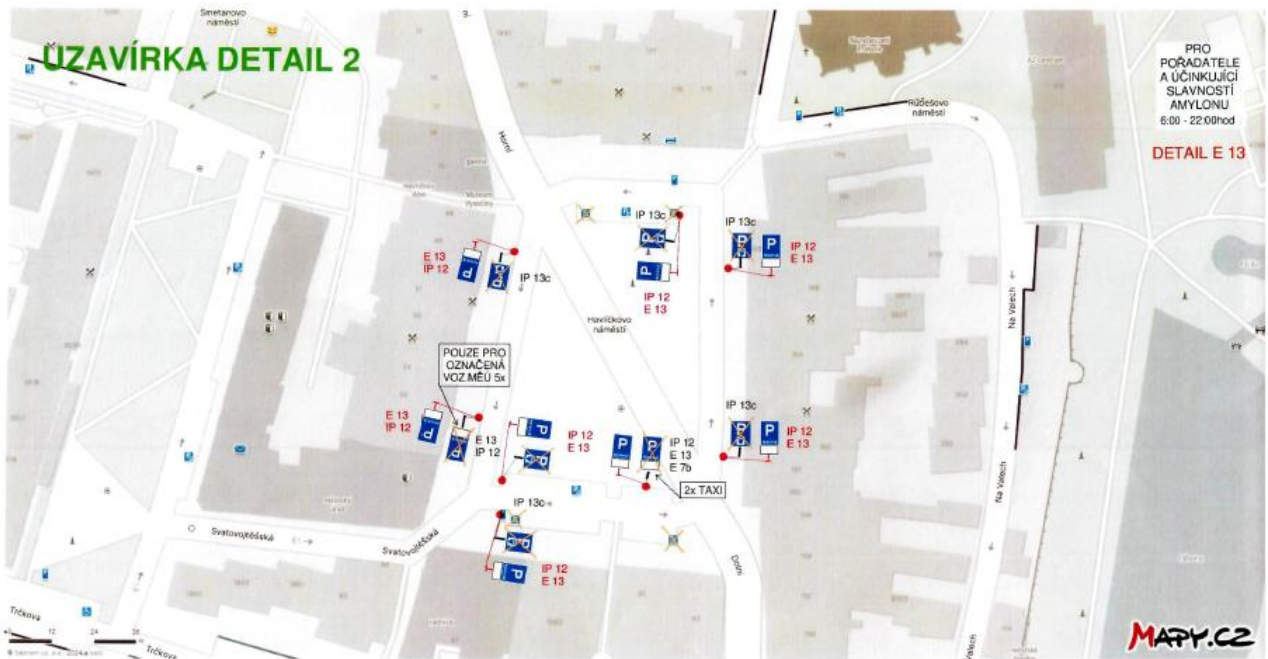 Smetanovo
náměstí
UZAVÍRKA DETAIL 2
PRO
POŘADATELE
A ÚČINKUJÍCÍ
SLAVNOSTÍ
AMYLONU
6:00 - 22:00hod
DETAIL E 13
Růbešovo
náměstí
Horní
IP 13c
IP 13c
E 13
IP 12
IP 13c
IP 12
E 13
IP 12
E 13
Havlíčkovo
náměstí
Na Valech
POUZE PRO
OZNAČENÁ
VOZ.MĚÚ 5x
IP 13c
E 13
IP 12
E 13
IP 12
IP 12
E 13
IP 12
E 13
E 7b
IP 12
E 13
2x TAXI
IP 13c
Na Valech
Svatovojtěšská
Svatovojtěšská
Dolní
IP 12
E 13
Trčkova
Trčkova
Valech
MAPY.CZ